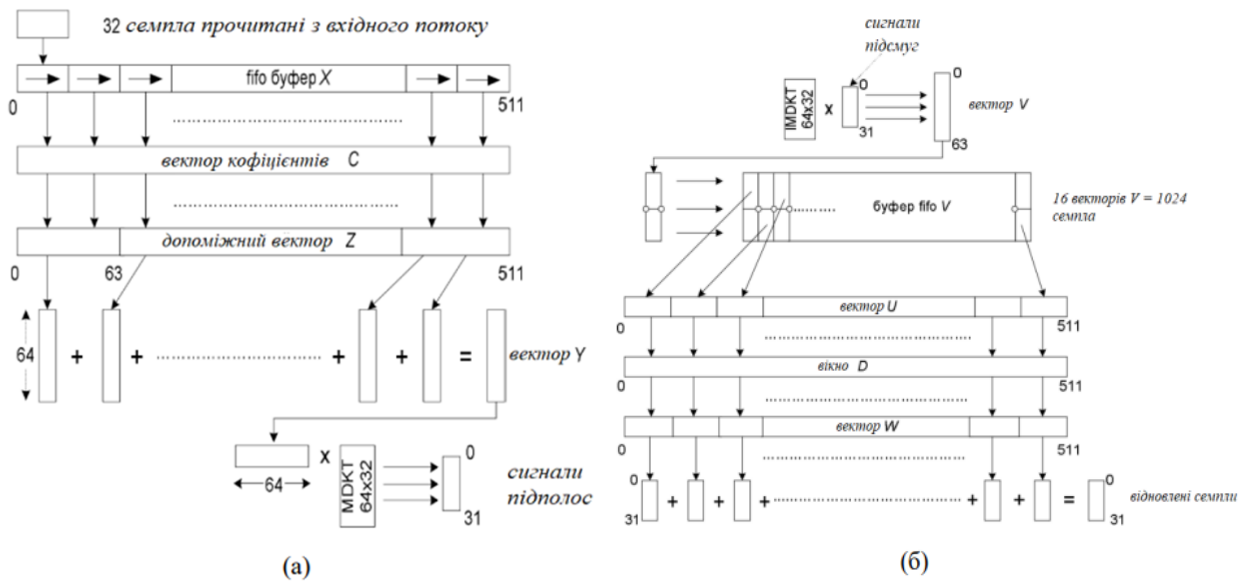 32 семпла прочитані з вхідного потоку
fifo буфер X
0
511
вектор кофіцієнтів C
допоміжний вектор Z
0
63
511
64
+
+
+
+
=
вектор Y
64
x
MDKT
64x32
0
31
сигнали
підполос
(а)
сигнали
підсмуг
IMDKT
64x32
x
0
31
0
63
вектор V
буфер fifo V
16 векторів V = 1024
семпла
вектор U
0
511
вікно D
0
511
вектор W
0
511
0
31
+
+
+
+
+
=
0
31
відновлені семпли
(б)